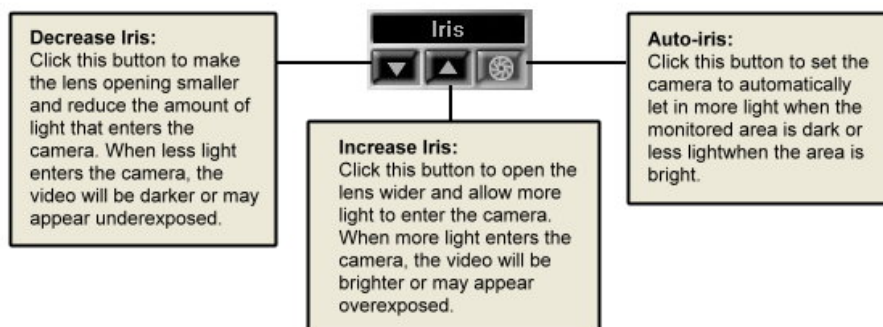 Iris
Decrease Iris:
Click this button to make
the lens opening smaller
and reduce the amount of
light that enters the
camera. When less light
enters the camera, the
video will be darker or may
appear underexposed.
Increase Iris:
Click this button to open the
lens wider and allow more
light to enter the camera.
When more light enters the
camera, the video will be
brighter or may appear
overexposed.
Auto-iris:
Click this button to set the
camera to automatically
let in more light when the
monitored area is dark or
less lightwhen the area is
bright.